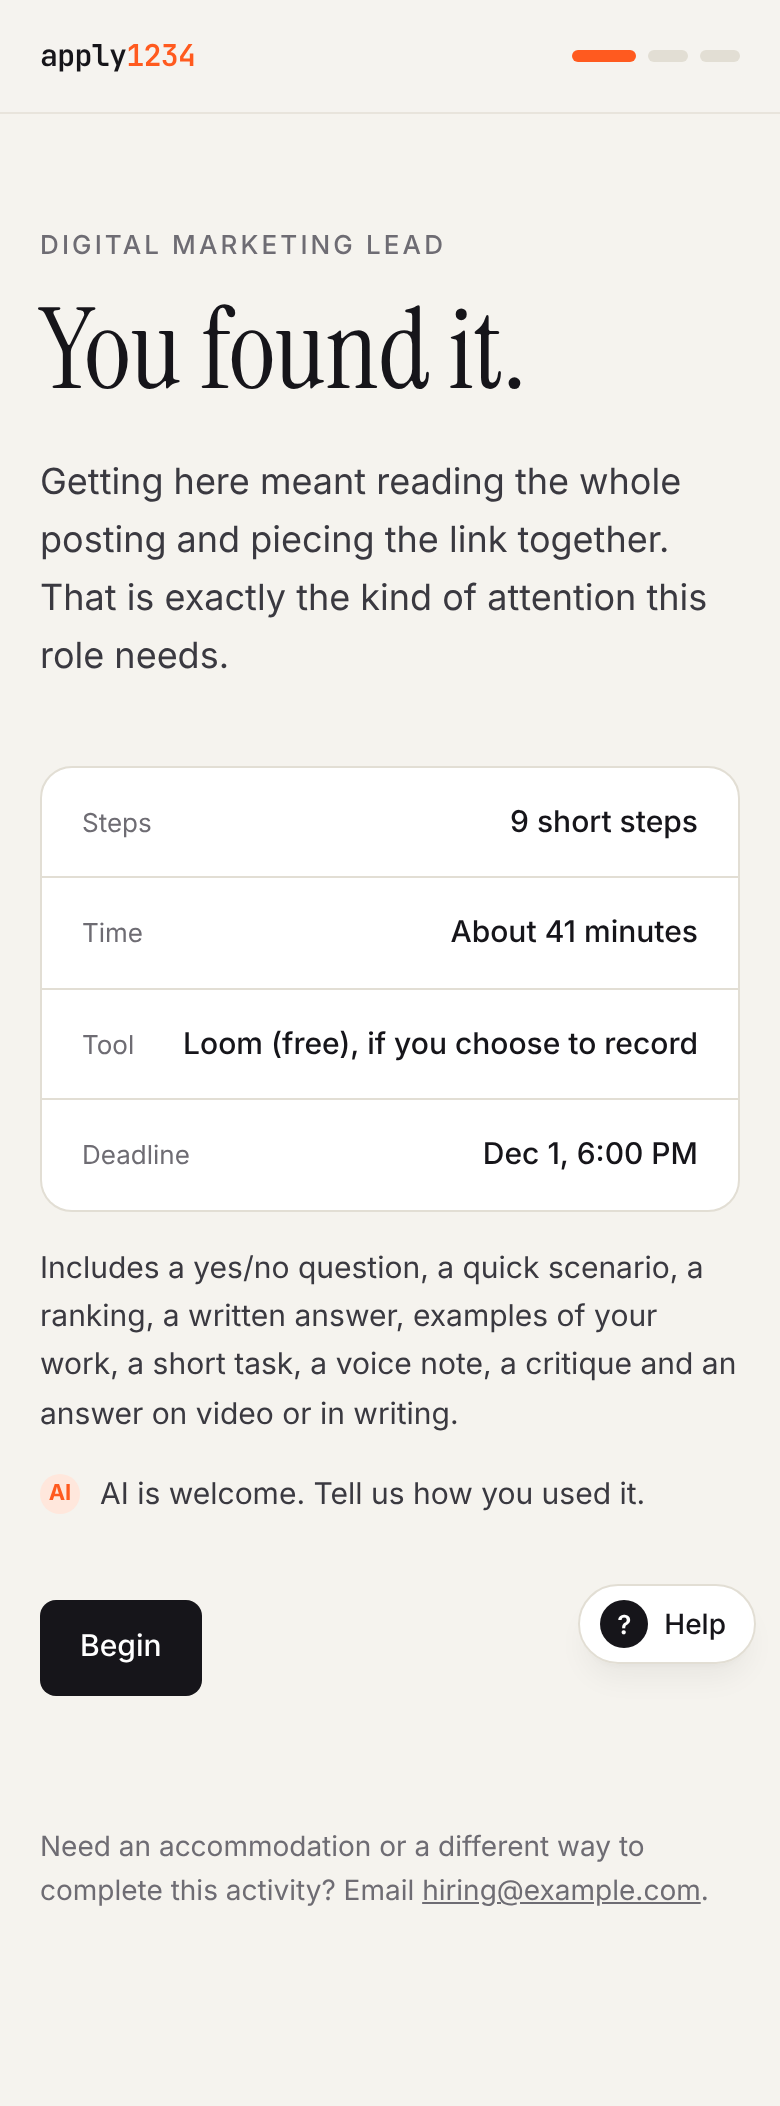 apply1234
DIGITAL MARKETING LEAD
You found it.
Getting here meant reading the whole
posting and piecing the link together.
That is exactly the kind of attention this
role needs.
Steps 9 short steps
Time About 41 minutes
Tool Loom (free), if you choose to record
Deadline Dec 1, 6:00 PM
Includes a yes/no question, a quick scenario, a
ranking, a written answer, examples of your
work, a short task, a voice note, a critique and an
answer on video or in writing.
AI AI is welcome. Tell us how you used it.
Begin
? Help
Need an accommodation or a different way to
complete this activity? Email hiring@example.com.